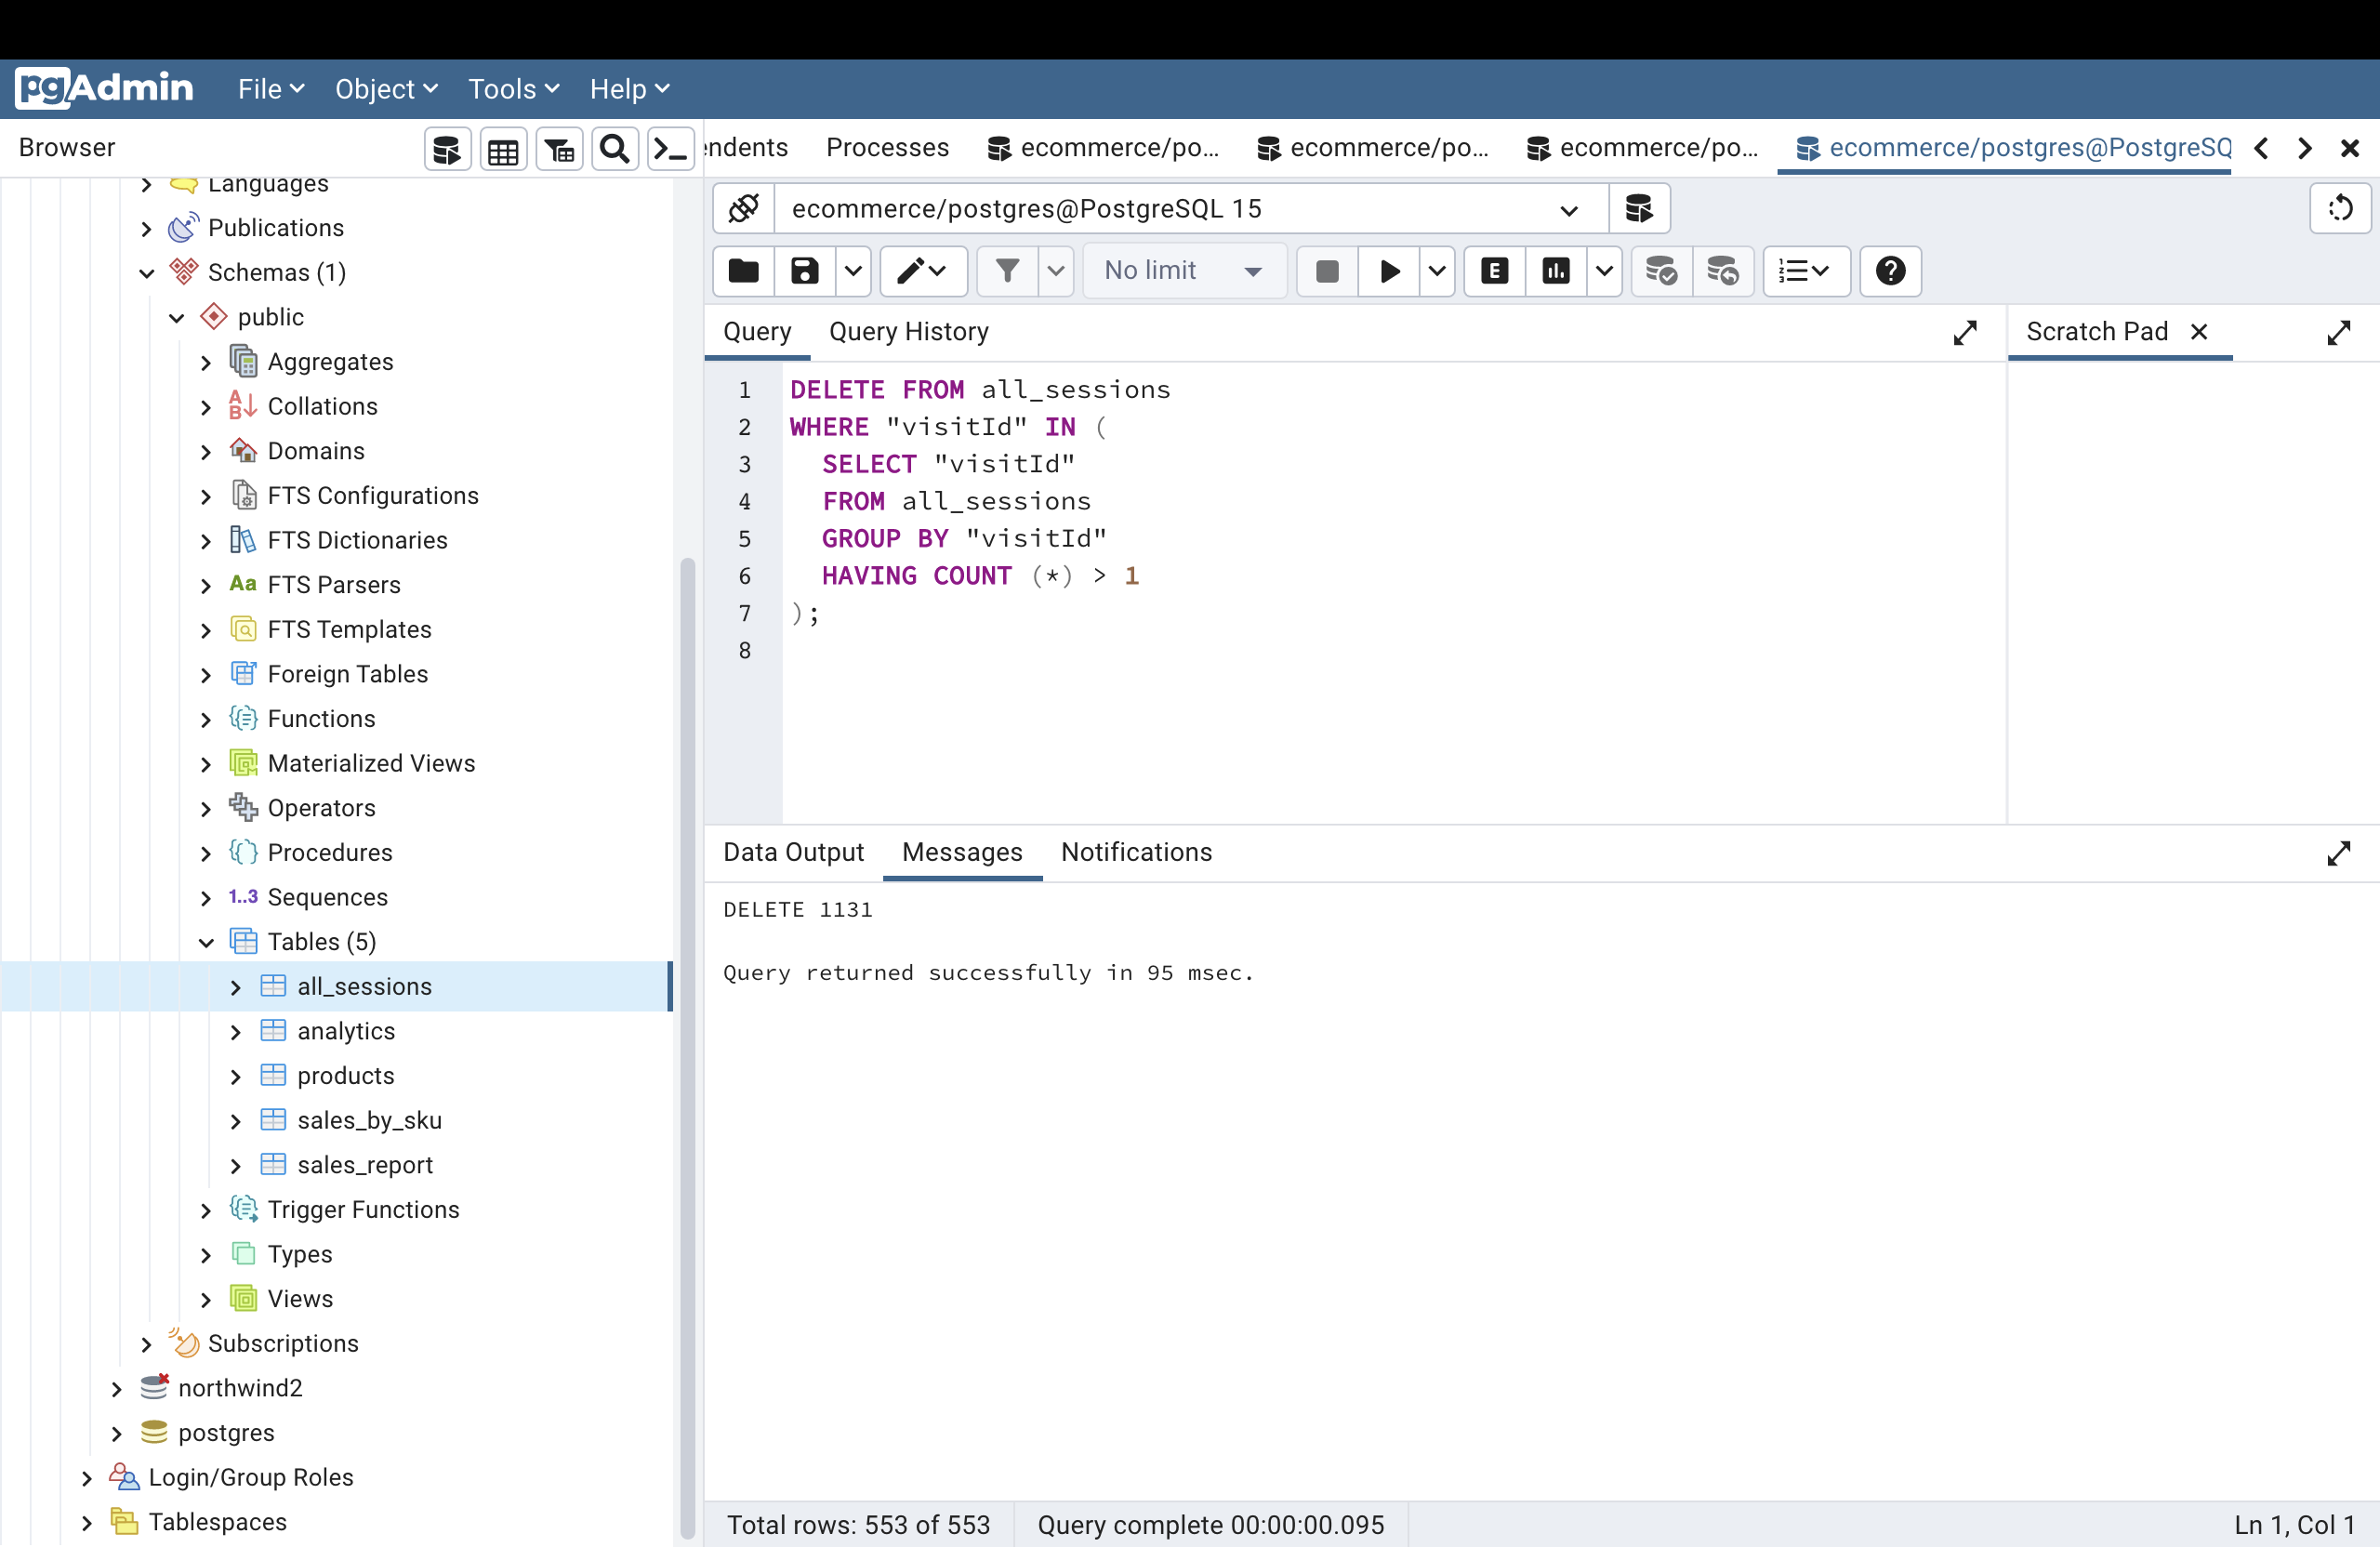 pgAdmin File Object Tools Help
Browser
endents Processes ecommerce/po... ecommerce/po... ecommerce/po... ecommerce/postgres@PostgreSQ
Languages
Publications
Schemas (1)
public
Aggregates
Collations
Domains
FTS Configurations
FTS Dictionaries
Aa FTS Parsers
FTS Templates
Foreign Tables
Functions
Materialized Views
Operators
Procedures
1..3 Sequences
Tables (5)
all_sessions
analytics
products
sales_by_sku
sales_report
Trigger Functions
Types
Views
Subscriptions
northwind2
postgres
Login/Group Roles
Tablespaces
ecommerce/postgres@PostgreSQL 15
No limit E
Query Query History
Scratch Pad
1 DELETE FROM all_sessions
2 WHERE "visitId" IN (
3 SELECT "visitId"
4 FROM all_sessions
5 GROUP BY "visitId"
6 HAVING COUNT (*) > 1
7 );
8
Data Output Messages Notifications
DELETE 1131
Query returned successfully in 95 msec.
Total rows: 553 of 553 Query complete 00:00:00.095 Ln 1, Col 1